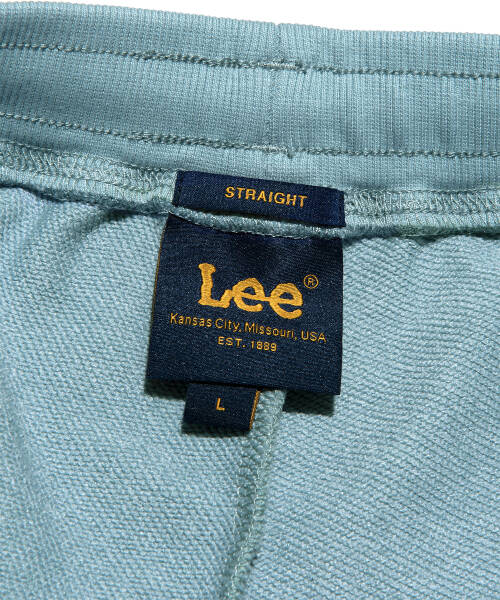 STRAIGHT
Lee®
Kansas City, Missouri, USA
EST. 1889
L